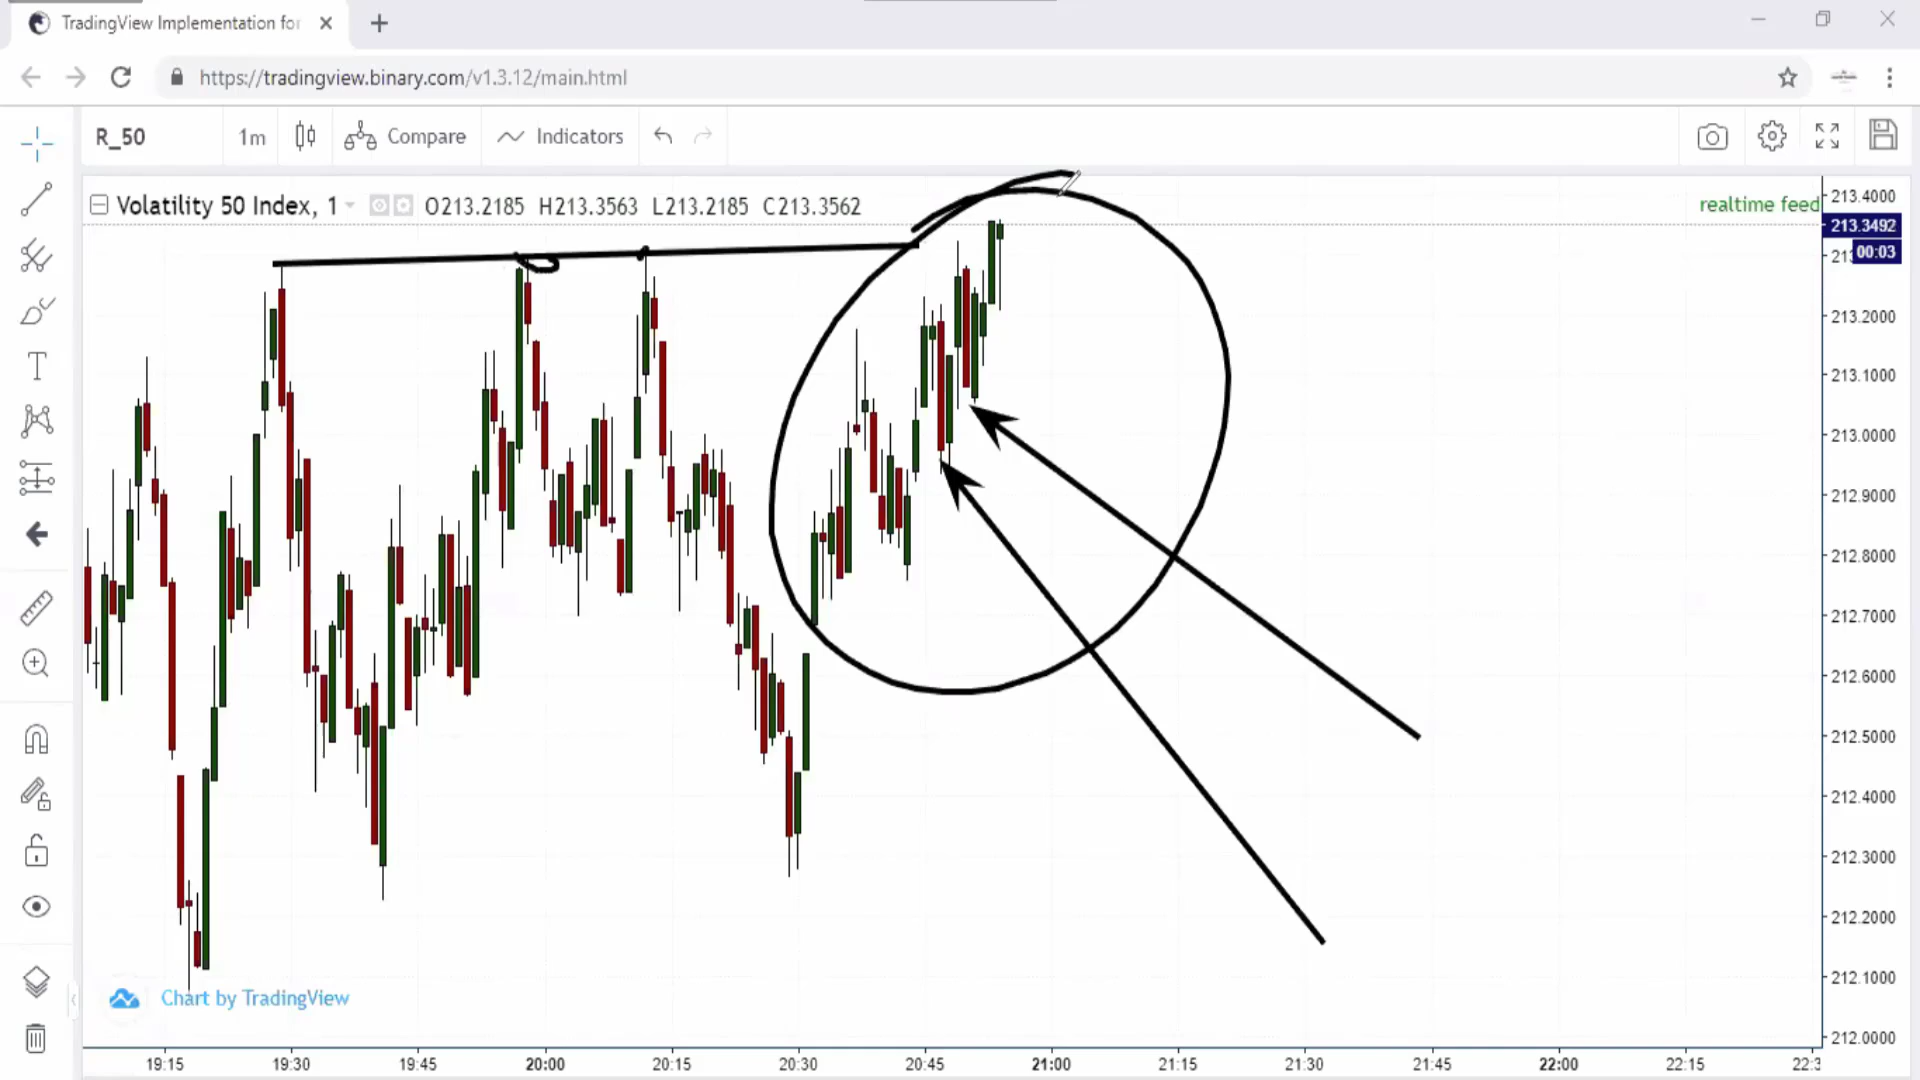 TradingView Implementation for
https://tradingview.binary.com/v1.3.12/main.html
R_50 1m Compare Indicators
Volatility 50 Index, 1 O213.2185 H213.3563 L213.2185 C213.3562
realtime feed
213.4000
213.3492
00:03
213.2000
213.1000
213.0000
212.9000
212.8000
212.7000
212.6000
212.5000
212.4000
212.3000
212.2000
212.1000
212.0000
Chart by TradingView
19:15 19:30 19:45 20:00 20:15 20:30 20:45 21:00 21:15 21:30 21:45 22:00 22:15